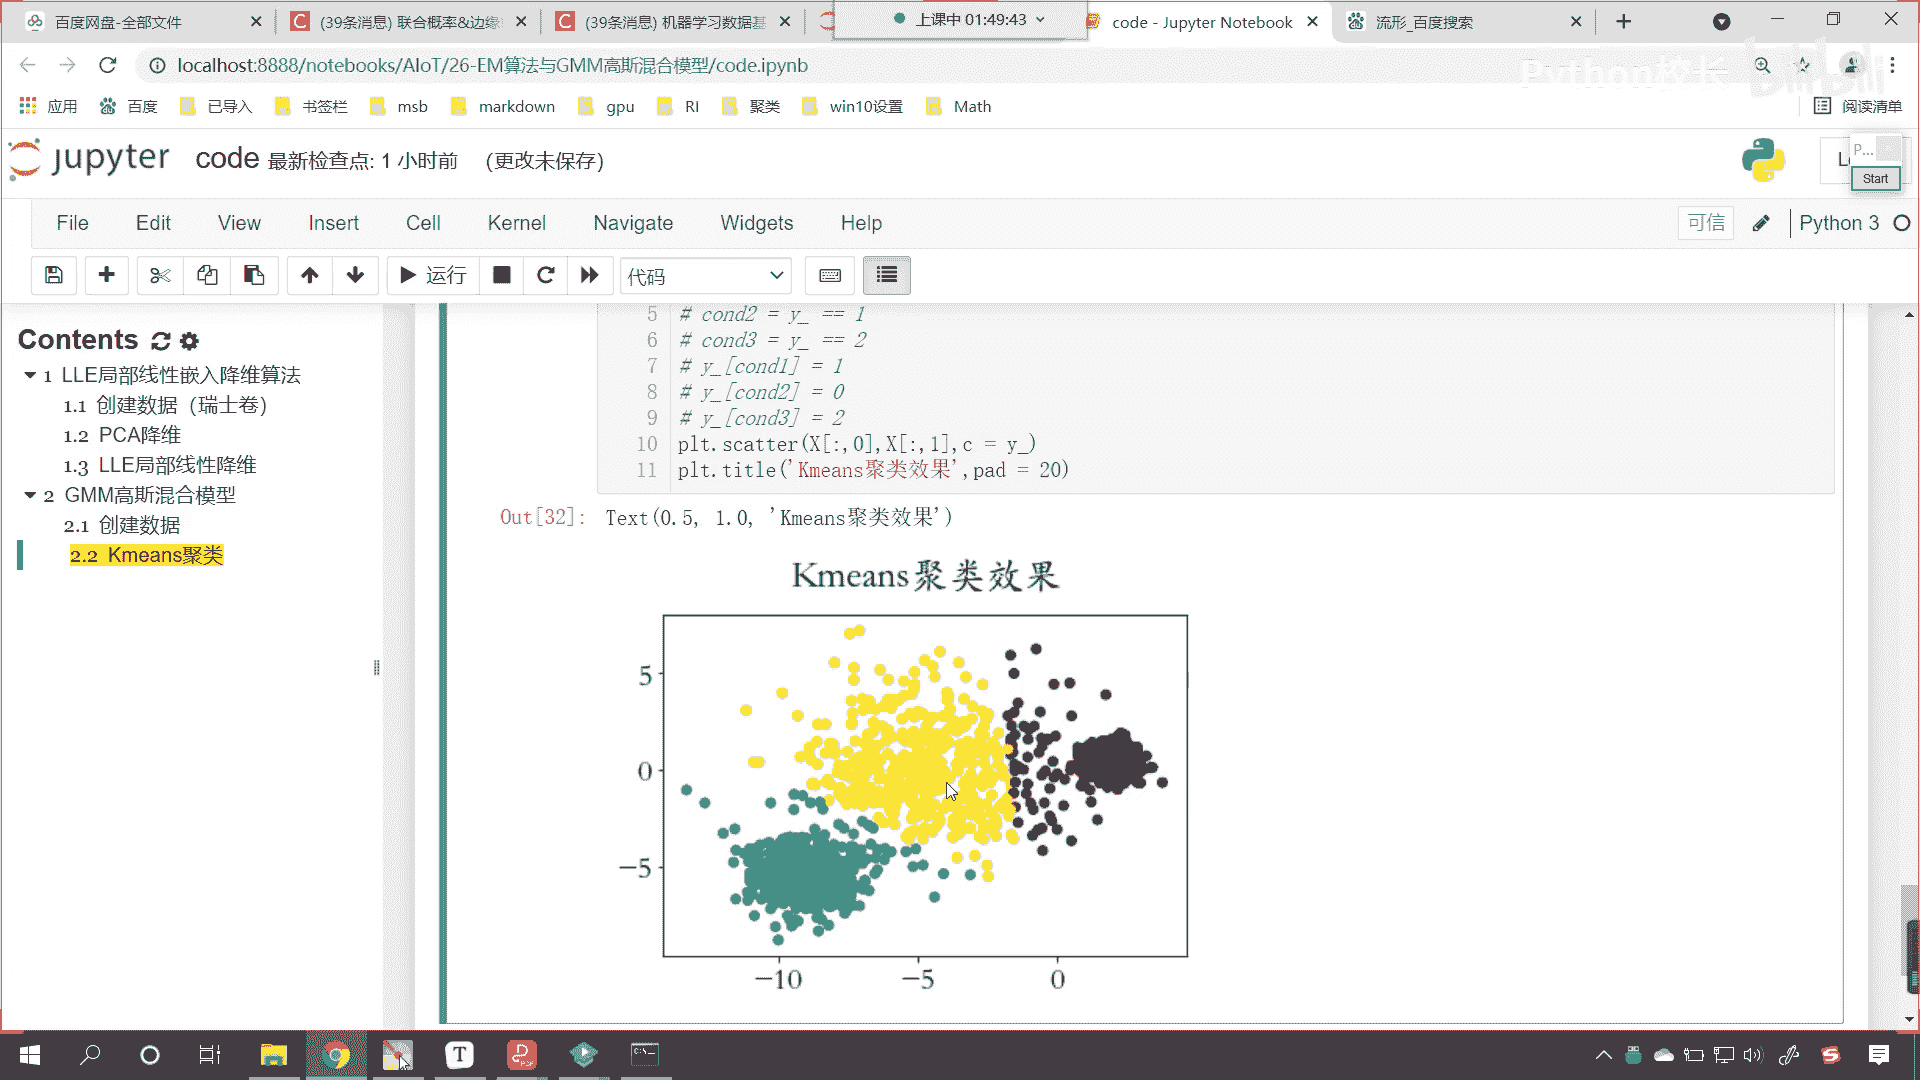 百度网盘-全部文件
(39条消息) 联合概率&边缘
(39条消息) 机器学习数据基
上课中 01:49:43
code - Jupyter Notebook
流形_百度搜索
localhost:8888/notebooks/AIoT/26-EM算法与GMM高斯混合模型/code.ipynb
Python校长
bilibili
应用
百度
已导入
书签栏
msb
markdown
gpu
RI
聚类
win10设置
Math
阅读清单
jupyter
code 最新检查点: 1 小时前 (更改未保存)
P...
Start
File
Edit
View
Insert
Cell
Kernel
Navigate
Widgets
Help
可信
Python 3
运行
代码
Contents
1 LLE局部线性嵌入降维算法
1.1 创建数据（瑞士卷）
1.2 PCA降维
1.3 LLE局部线性降维
2 GMM高斯混合模型
2.1 创建数据
2.2 Kmeans聚类
5 # cond2 = y_ == 1
6 # cond3 = y_ == 2
7 # y_[cond1] = 1
8 # y_[cond2] = 0
9 # y_[cond3] = 2
10 plt.scatter(X[:,0],X[:,1],c = y_)
11 plt.title('Kmeans聚类效果',pad = 20)
Out[32]: Text(0.5, 1.0, 'Kmeans聚类效果')
Kmeans聚类效果
5
0
−5
−10
−5
0